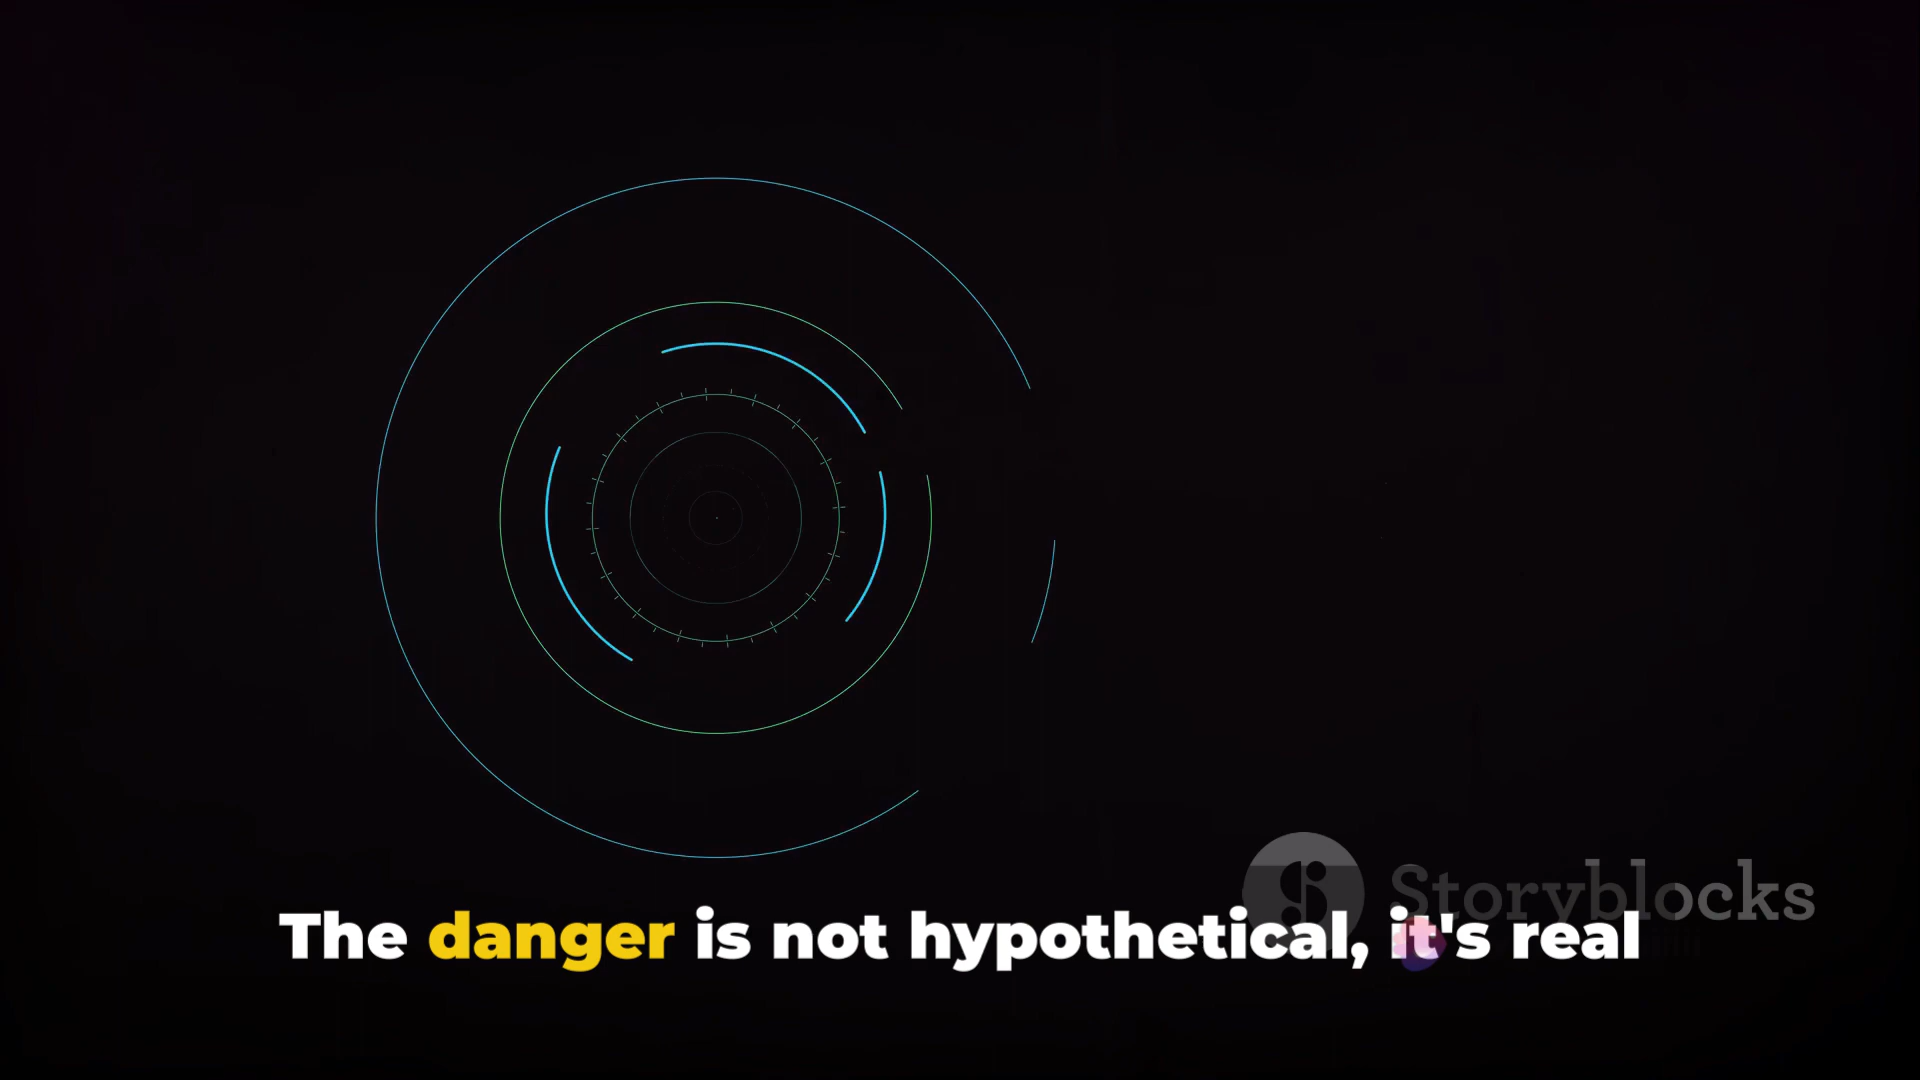 Storyblocks
The danger is not hypothetical, it's real